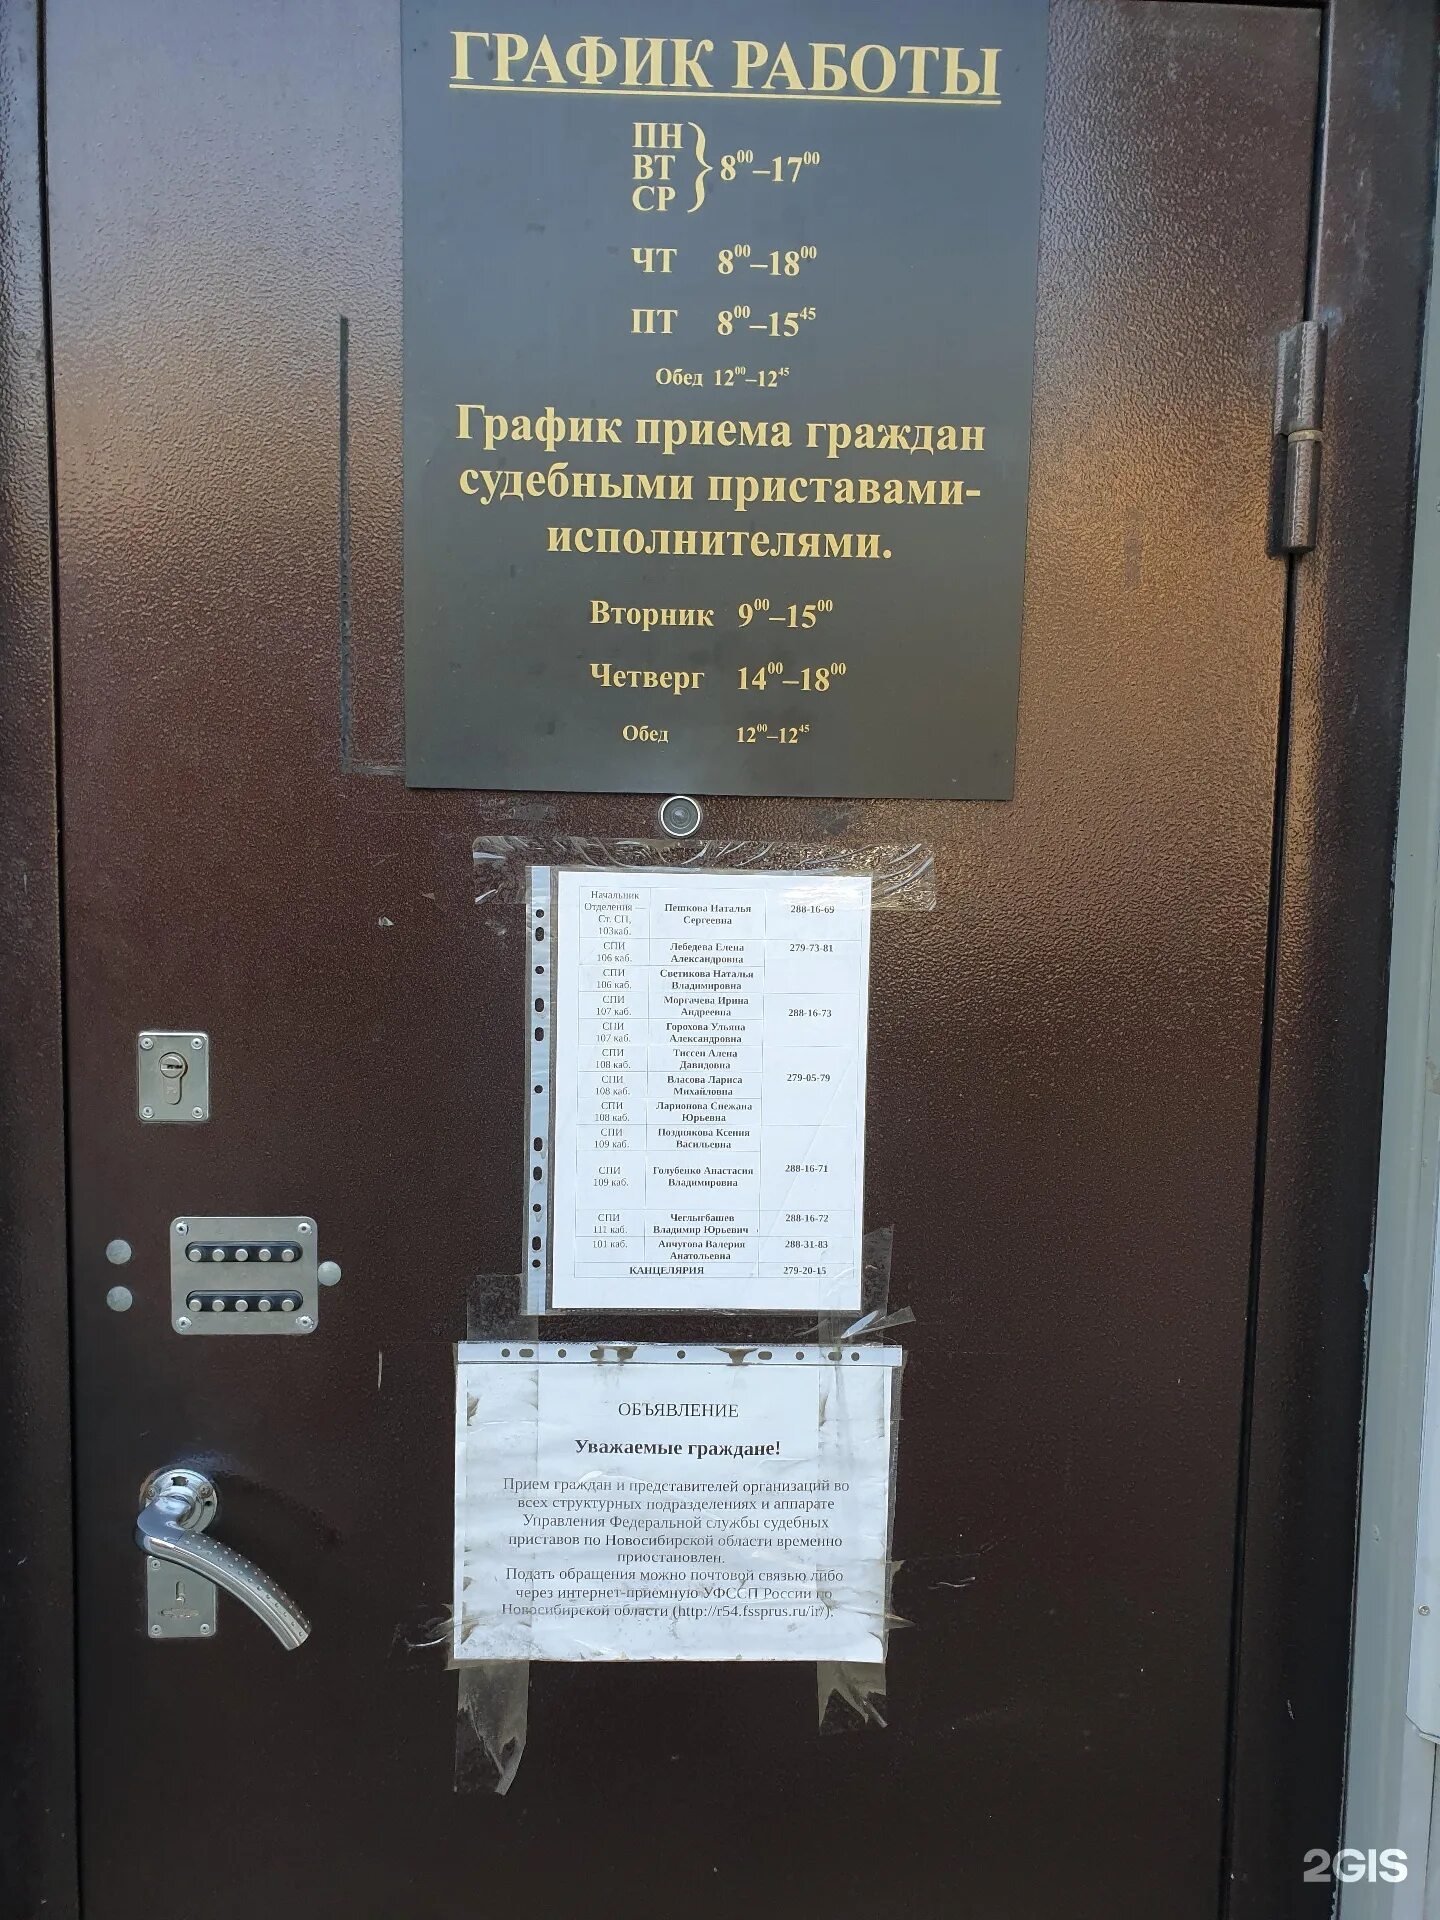 ГРАФИК РАБОТЫ
ПН
ВТ } 8⁰⁰–17⁰⁰
СР
ЧТ 8⁰⁰–18⁰⁰
ПТ 8⁰⁰–15⁴⁵
Обед 12⁰⁰–12⁴⁵
График приема граждан
судебными приставами-
исполнителями.
Вторник 9⁰⁰–15⁰⁰
Четверг 14⁰⁰–18⁰⁰
Обед 12⁰⁰–12⁴⁵
Начальник
Отделения —
Ст. СП,
103каб.
Пешкова Наталья
Сергеевна
288-16-69
СПИ
106 каб.
Лебедева Елена
Александровна
279-73-81
СПИ
106 каб.
Светикова Наталья
Владимировна
СПИ
107 каб.
Моргачева Ирина
Андреевна
288-16-73
СПИ
107 каб.
Горохова Ульяна
Александровна
СПИ
108 каб.
Тиссен Алена
Давидовна
СПИ
108 каб.
Власова Лариса
Михайловна
279-05-79
СПИ
108 каб.
Ларионова Снежана
Юрьевна
СПИ
109 каб.
Позднякова Ксения
Васильевна
СПИ
109 каб.
Голубенко Анастасия
Владимировна
288-16-71
СПИ
111 каб.
Чеглыгбашев
Владимир Юрьевич
288-16-72
101 каб.
Анчугова Валерия
Анатольевна
288-31-83
КАНЦЕЛЯРИЯ 279-20-15
ОБЪЯВЛЕНИЕ
Уважаемые граждане!
Прием граждан и представителей организаций во
всех структурных подразделениях и аппарате
Управления Федеральной службы судебных
приставов по Новосибирской области временно
приостановлен.
Подать обращения можно почтовой связью либо
через интернет-приемную УФССП России по
Новосибирской области (http://r54.fssprus.ru/ir/).
2GIS